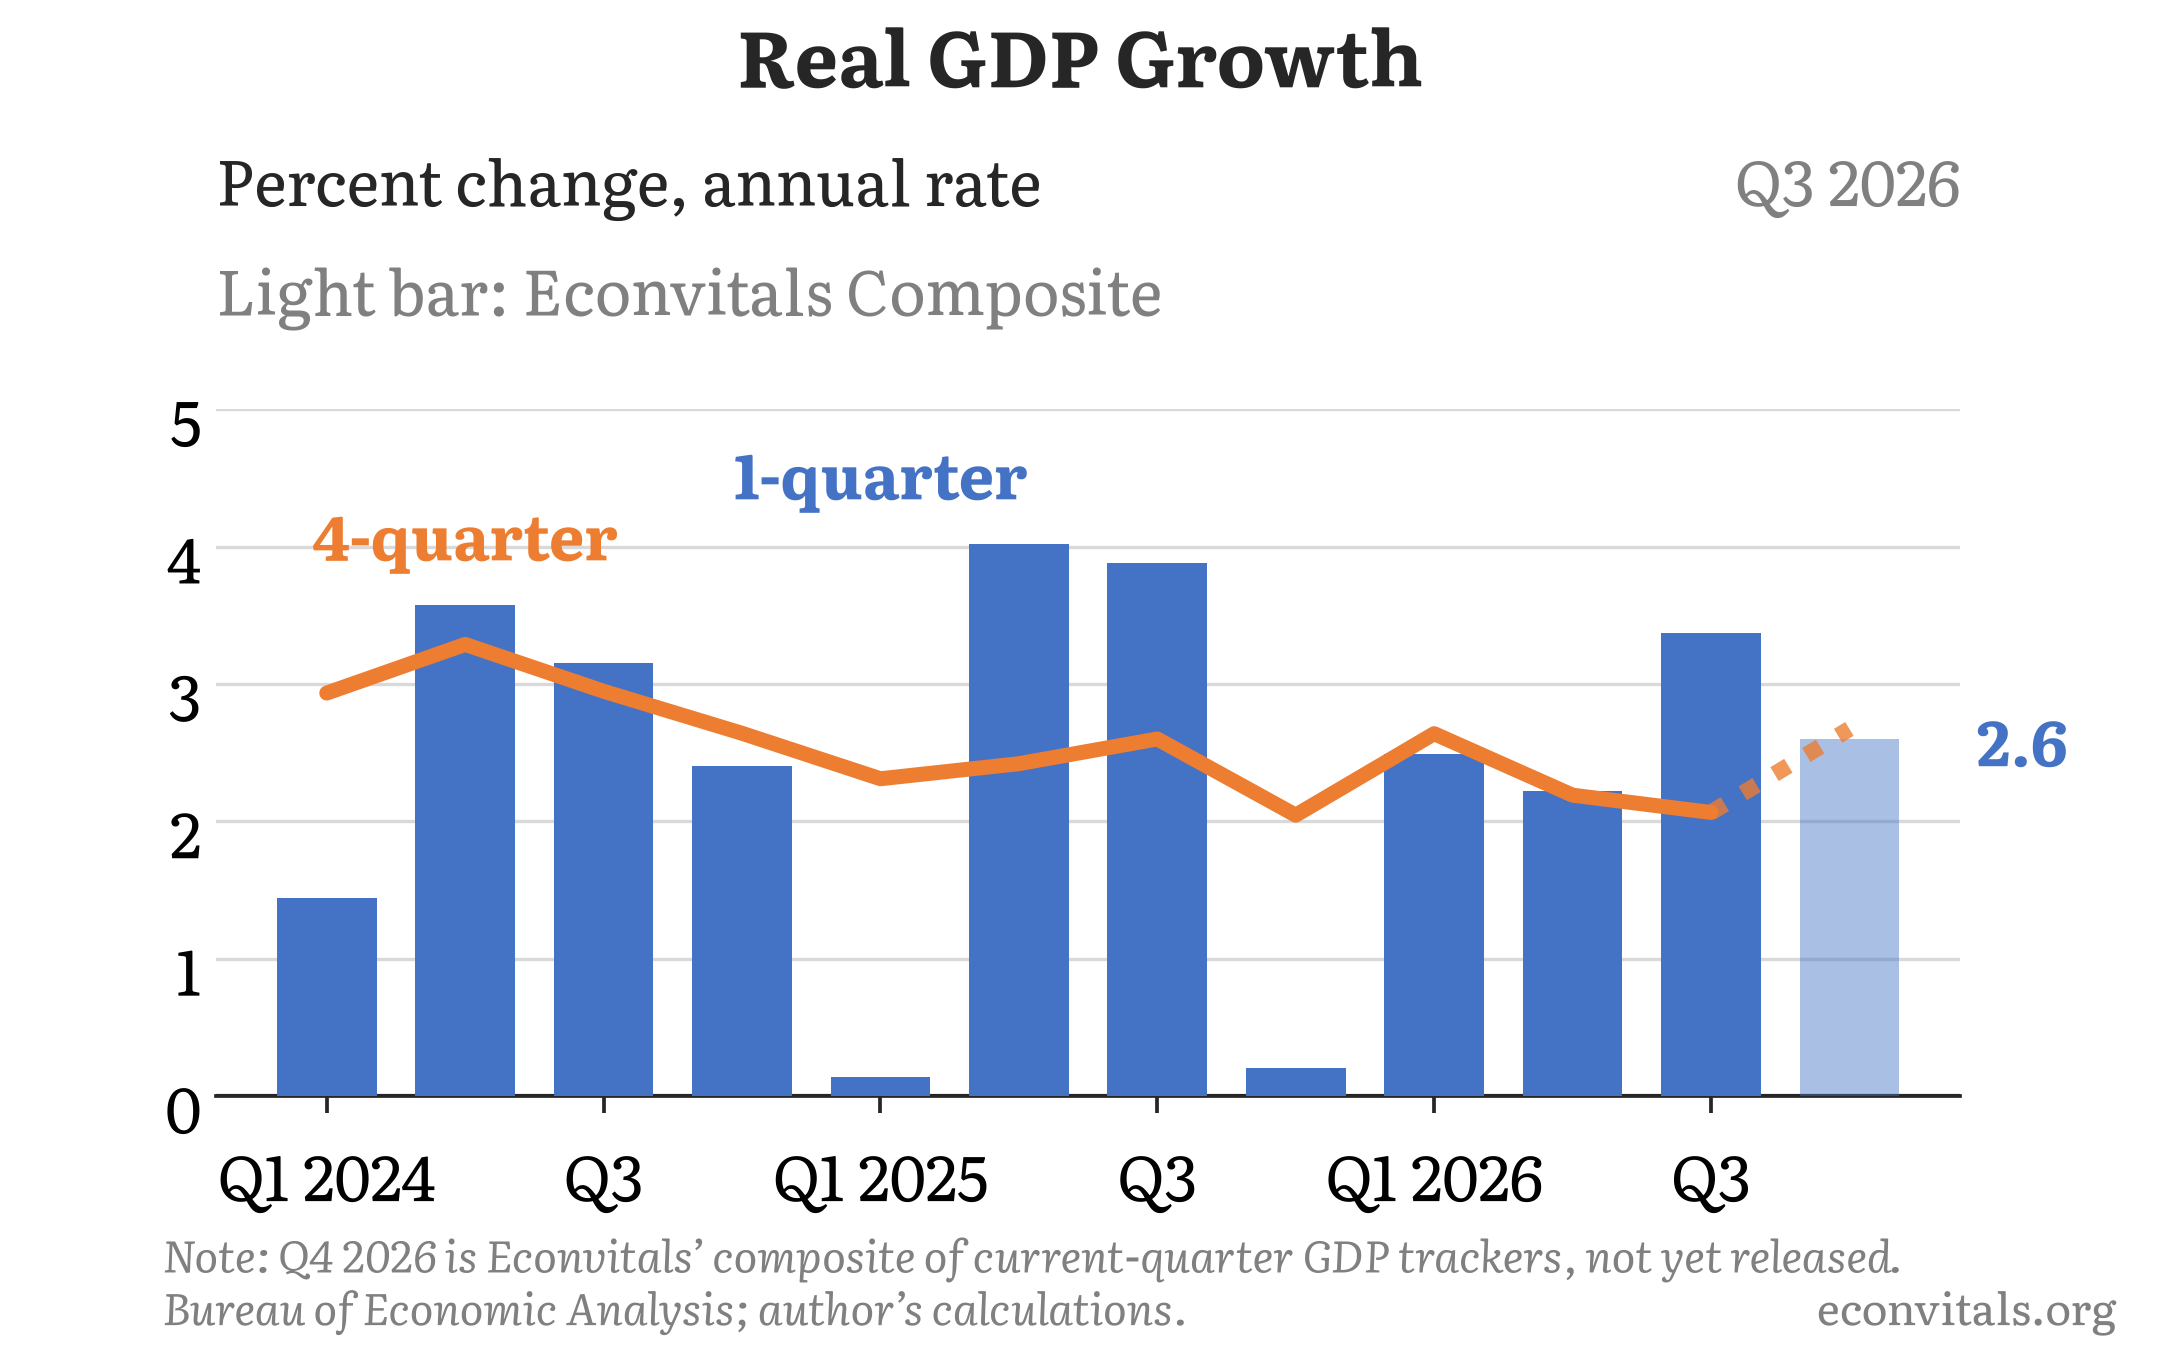 Real GDP Growth
Percent change, annual rate
Q3 2026
Light bar: Econvitals Composite
5
1-quarter
4-quarter
4
3
2.6
2
1
0
Q1 2024 Q3 Q1 2025 Q3 Q1 2026 Q3
Note: Q4 2026 is Econvitals’ composite of current-quarter GDP trackers, not yet released.
Bureau of Economic Analysis; author’s calculations.
econvitals.org